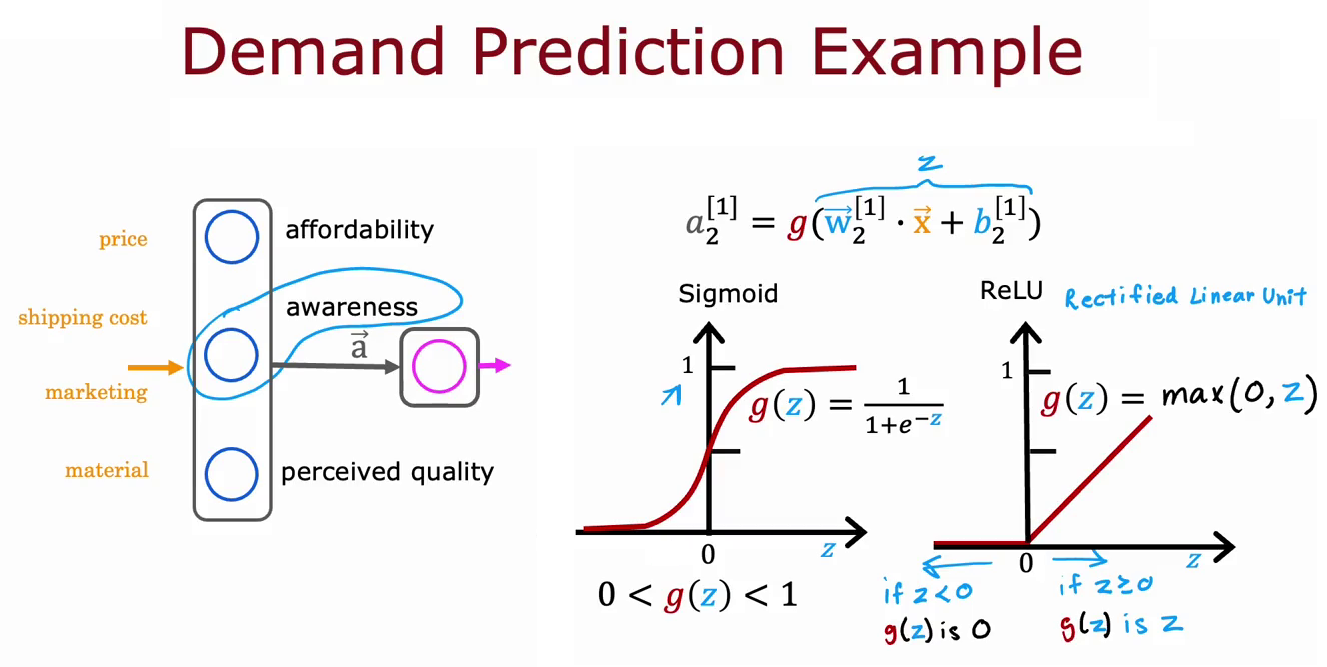 Demand Prediction Example
price
shipping cost
marketing
material
affordability
awareness
a⃗
perceived quality
z
a₂^[1] = g(w⃗₂^[1] · x⃗ + b₂^[1])
Sigmoid
1
g(z) = 1/(1+e^−z)
0
z
0 < g(z) < 1
ReLU Rectified Linear Unit
1
g(z) = max(0, z)
0
z
if z<0
g(z) is 0
if z≥0
g(z) is z